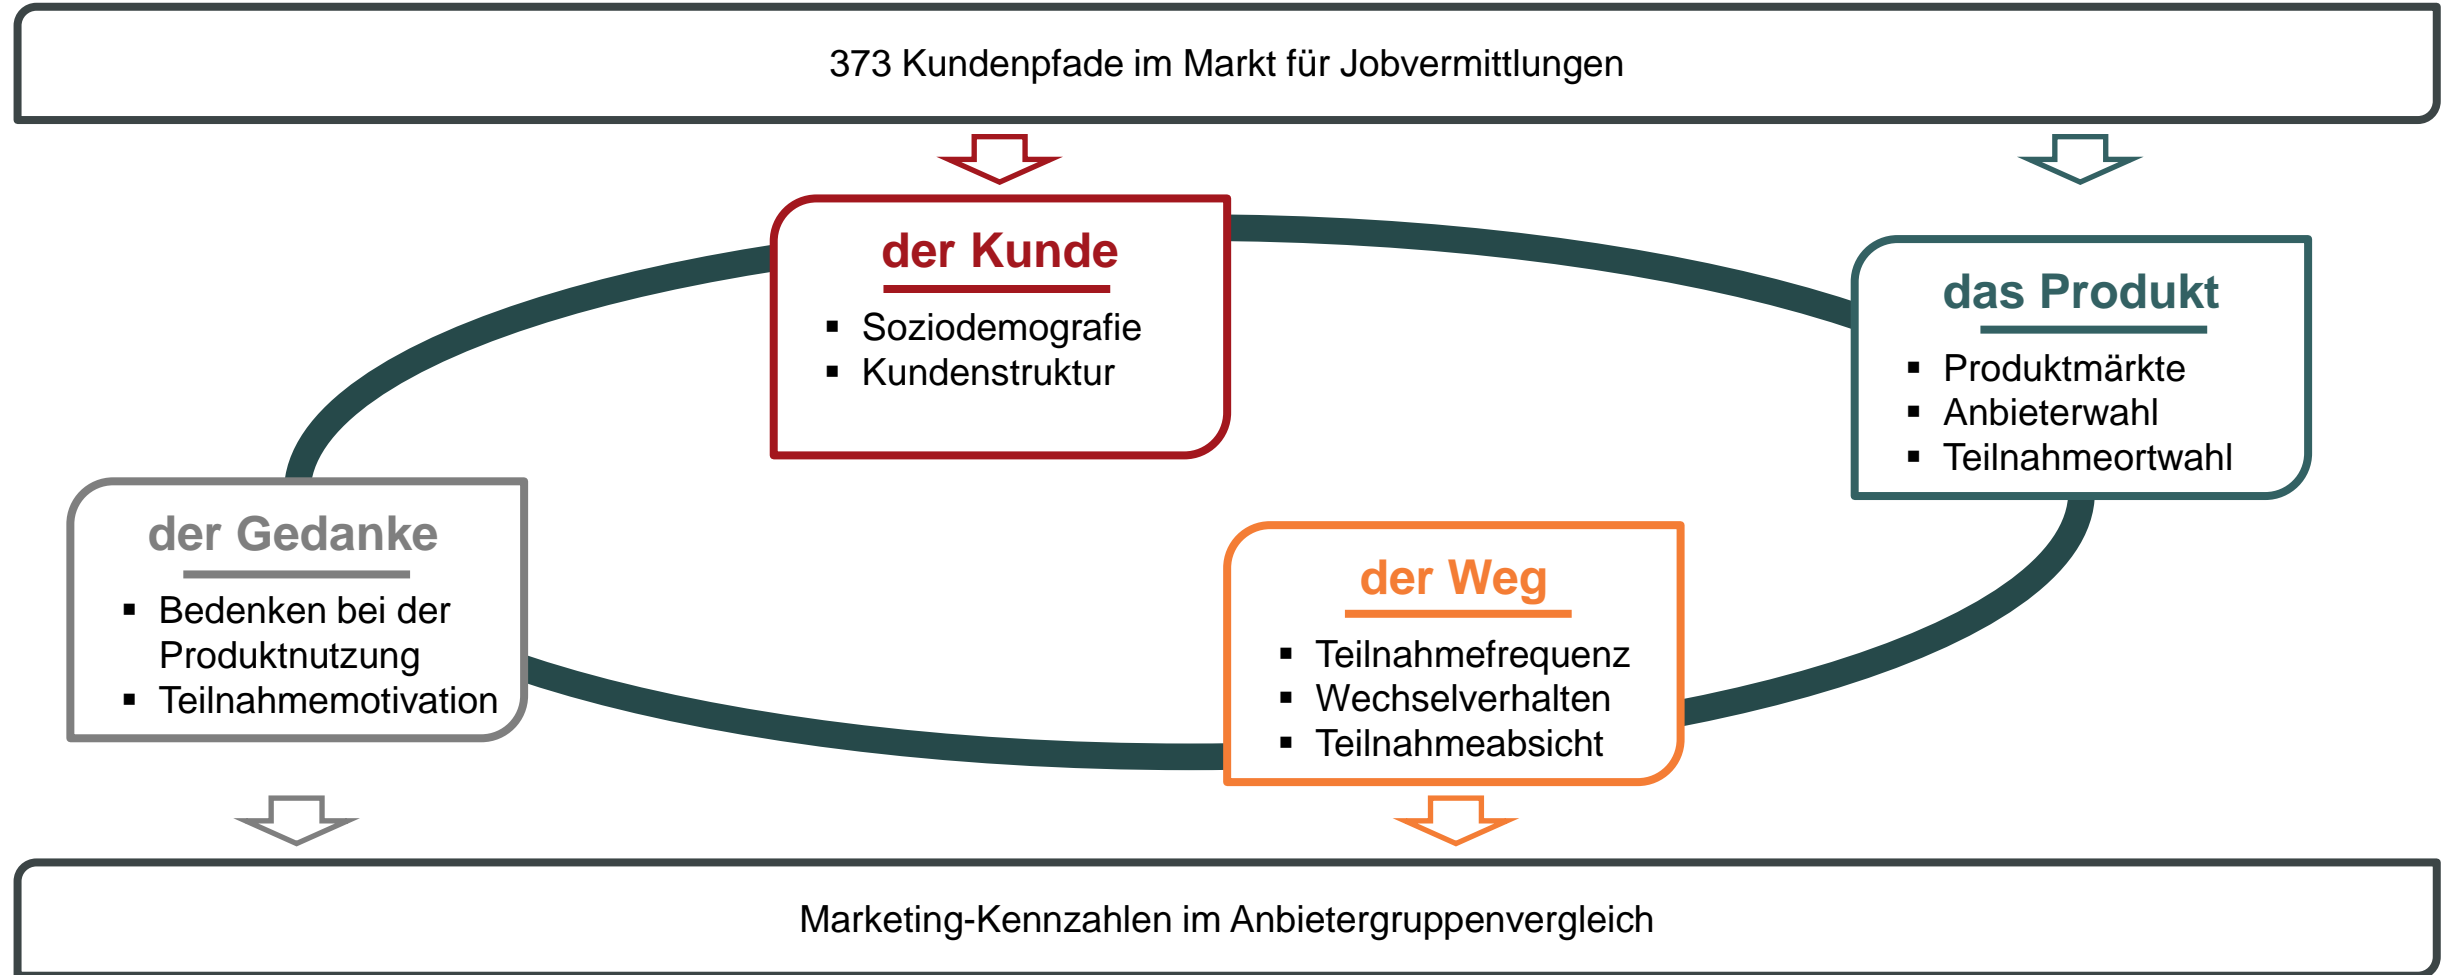 373 Kundenpfade im Markt für Jobvermittlungen
der Kunde
▪ Soziodemografie
▪ Kundenstruktur
das Produkt
▪ Produktmärkte
▪ Anbieterwahl
▪ Teilnahmeortwahl
der Gedanke
▪ Bedenken bei der
Produktnutzung
▪ Teilnahmemotivation
der Weg
▪ Teilnahmefrequenz
▪ Wechselverhalten
▪ Teilnahmeabsicht
Marketing-Kennzahlen im Anbietergruppenvergleich